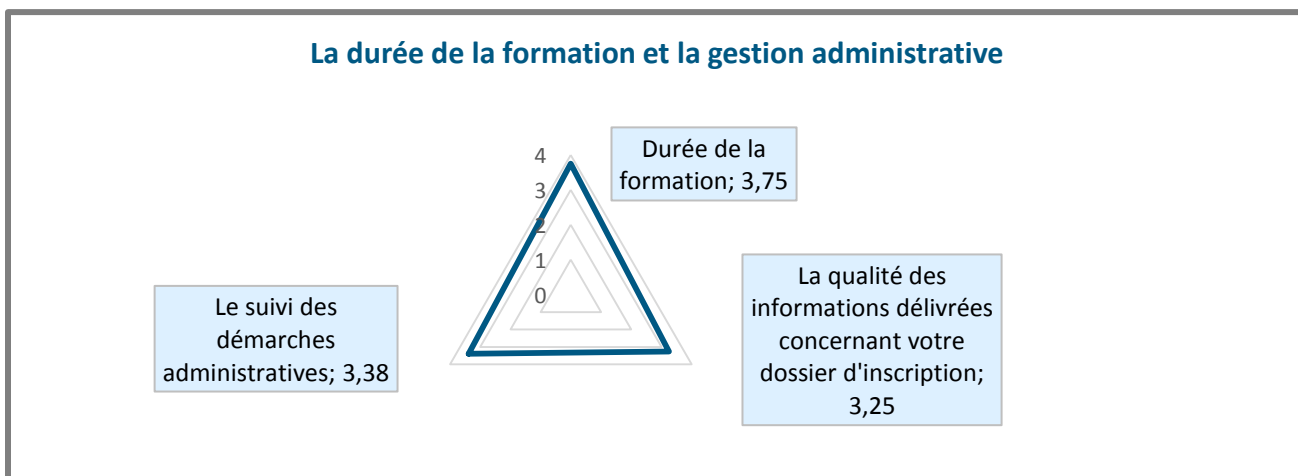 La durée de la formation et la gestion administrative
4
3
2
1
0
Durée de la
formation; 3,75
La qualité des
informations délivrées
concernant votre
dossier d'inscription;
3,25
Le suivi des
démarches
administratives; 3,38